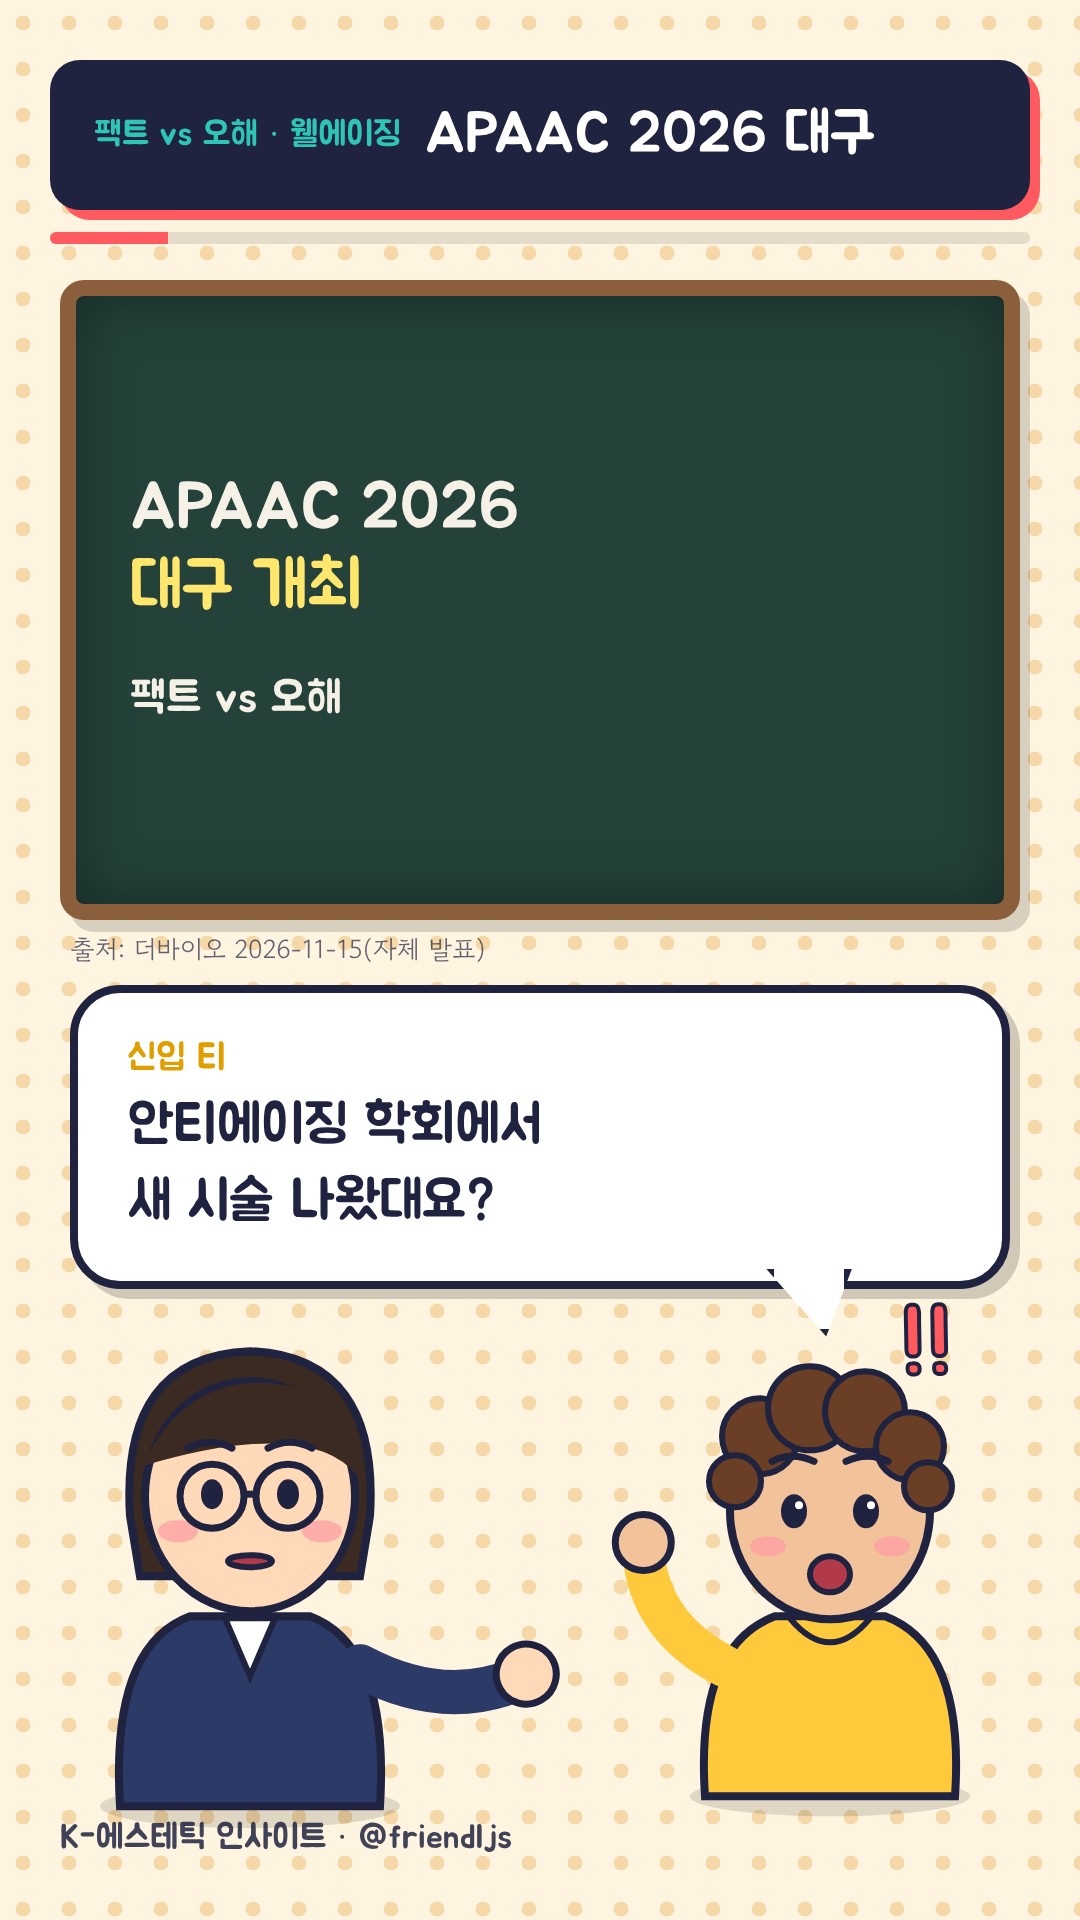 팩트 vs 오해 · 웰에이징 APAAC 2026 대구
APAAC 2026
대구 개최
팩트 vs 오해
출처: 더바이오 2026-11-15(자체 발표)
신입 티
안티에이징 학회에서
새 시술 나왔대요?
!!
K-에스테틱 인사이트 · @friendljs